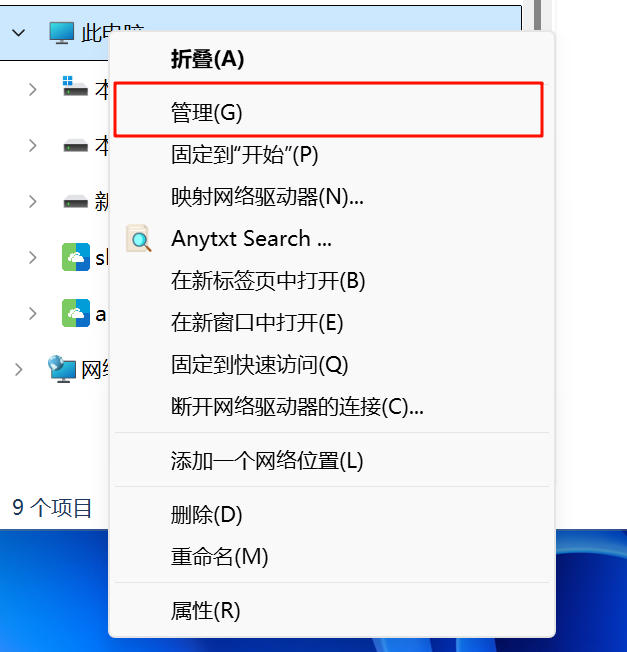 此电脑
折叠(A)
管理(G)
固定到“开始”(P)
映射网络驱动器(N)...
Anytxt Search ...
在新标签页中打开(B)
在新窗口中打开(E)
固定到快速访问(Q)
断开网络驱动器的连接(C)...
添加一个网络位置(L)
删除(D)
重命名(M)
属性(R)
本
本
新
a
网络
9 个项目